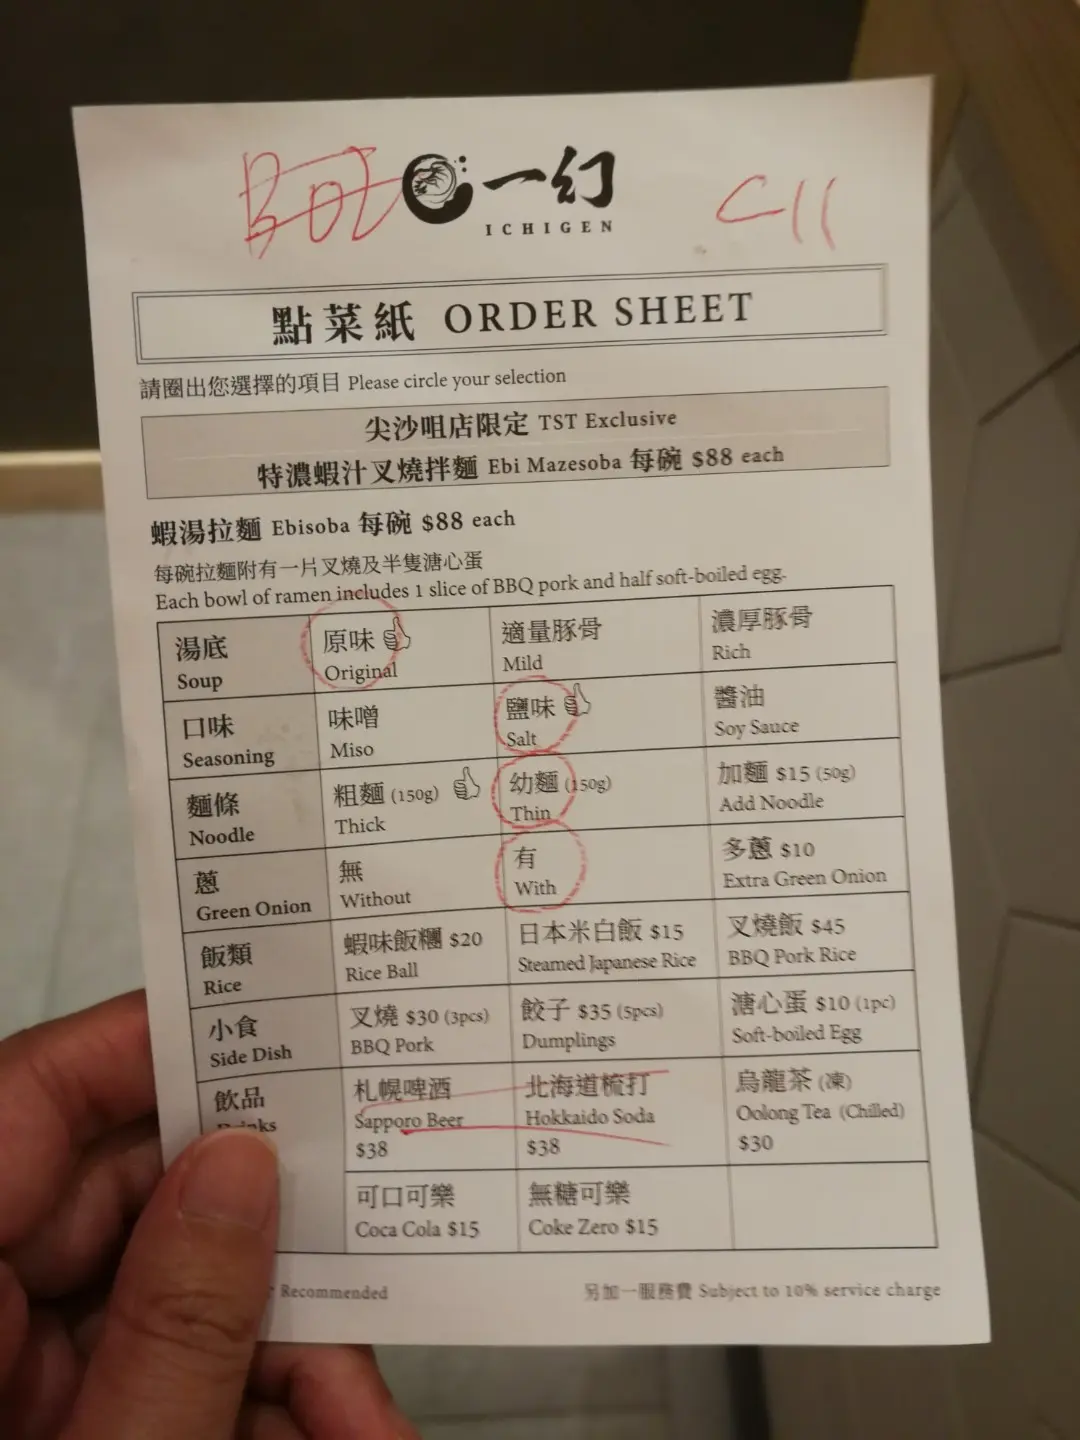 一幻
ICHIGEN
C11
點菜紙 ORDER SHEET
請圈出您選擇的項目 Please circle your selection
尖沙咀店限定 TST Exclusive
特濃蝦汁叉燒拌麵 Ebi Mazesoba 每碗 $88 each
蝦湯拉麵 Ebisoba 每碗 $88 each
每碗拉麵附有一片叉燒及半隻溏心蛋
Each bowl of ramen includes 1 slice of BBQ pork and half soft-boiled egg.
湯底 原味 適量豚骨 濃厚豚骨
Soup Original Mild Rich
口味 味噌 鹽味 醬油
Seasoning Miso Salt Soy Sauce
麵條 粗麵 (150g) 幼麵 (150g) 加麵 $15 (50g)
Noodle Thick Thin Add Noodle
蔥 無 有 多蔥 $10
Green Onion Without With Extra Green Onion
飯類 蝦味飯糰 $20 日本米白飯 $15 叉燒飯 $45
Rice Rice Ball Steamed Japanese Rice BBQ Pork Rice
小食 叉燒 $30 (3pcs) 餃子 $35 (5pcs) 溏心蛋 $10 (1pc)
Side Dish BBQ Pork Dumplings Soft-boiled Egg
飲品 札幌啤酒 北海道梳打 烏龍茶 (凍)
Drinks Sapporo Beer Hokkaido Soda Oolong Tea (Chilled)
$38 $38 $30
可口可樂 無糖可樂
Coca Cola $15 Coke Zero $15
Recommended 另加一服務費 Subject to 10% service charge